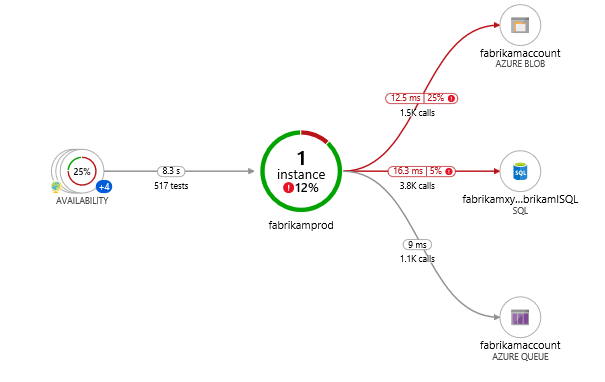 fabrikamaccount
AZURE BLOB
12.5 ms | 25%
1.5K calls
25%
+4
AVAILABILITY
8.3 s
517 tests
1
instance
12%
fabrikamprod
16.3 ms | 5%
3.8K calls
SQL
fabrikamxy...brikamISQL
SQL
9 ms
1.1K calls
fabrikamaccount
AZURE QUEUE